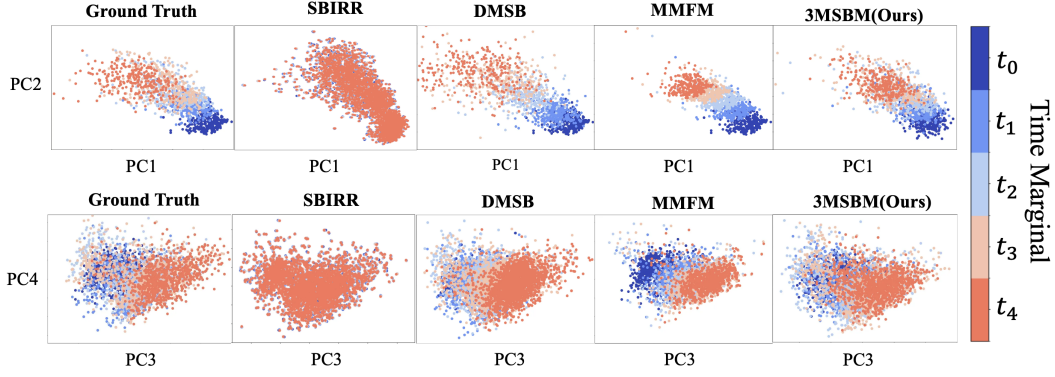 Ground Truth
SBIRR
DMSB
MMFM
3MSBM(Ours)
PC2
PC1
PC1
PC1
PC1
PC1
Ground Truth
SBIRR
DMSB
MMFM
3MSBM(Ours)
PC4
PC3
PC3
PC3
PC3
PC3
t₀
t₁
t₂
t₃
t₄
Time Marginal